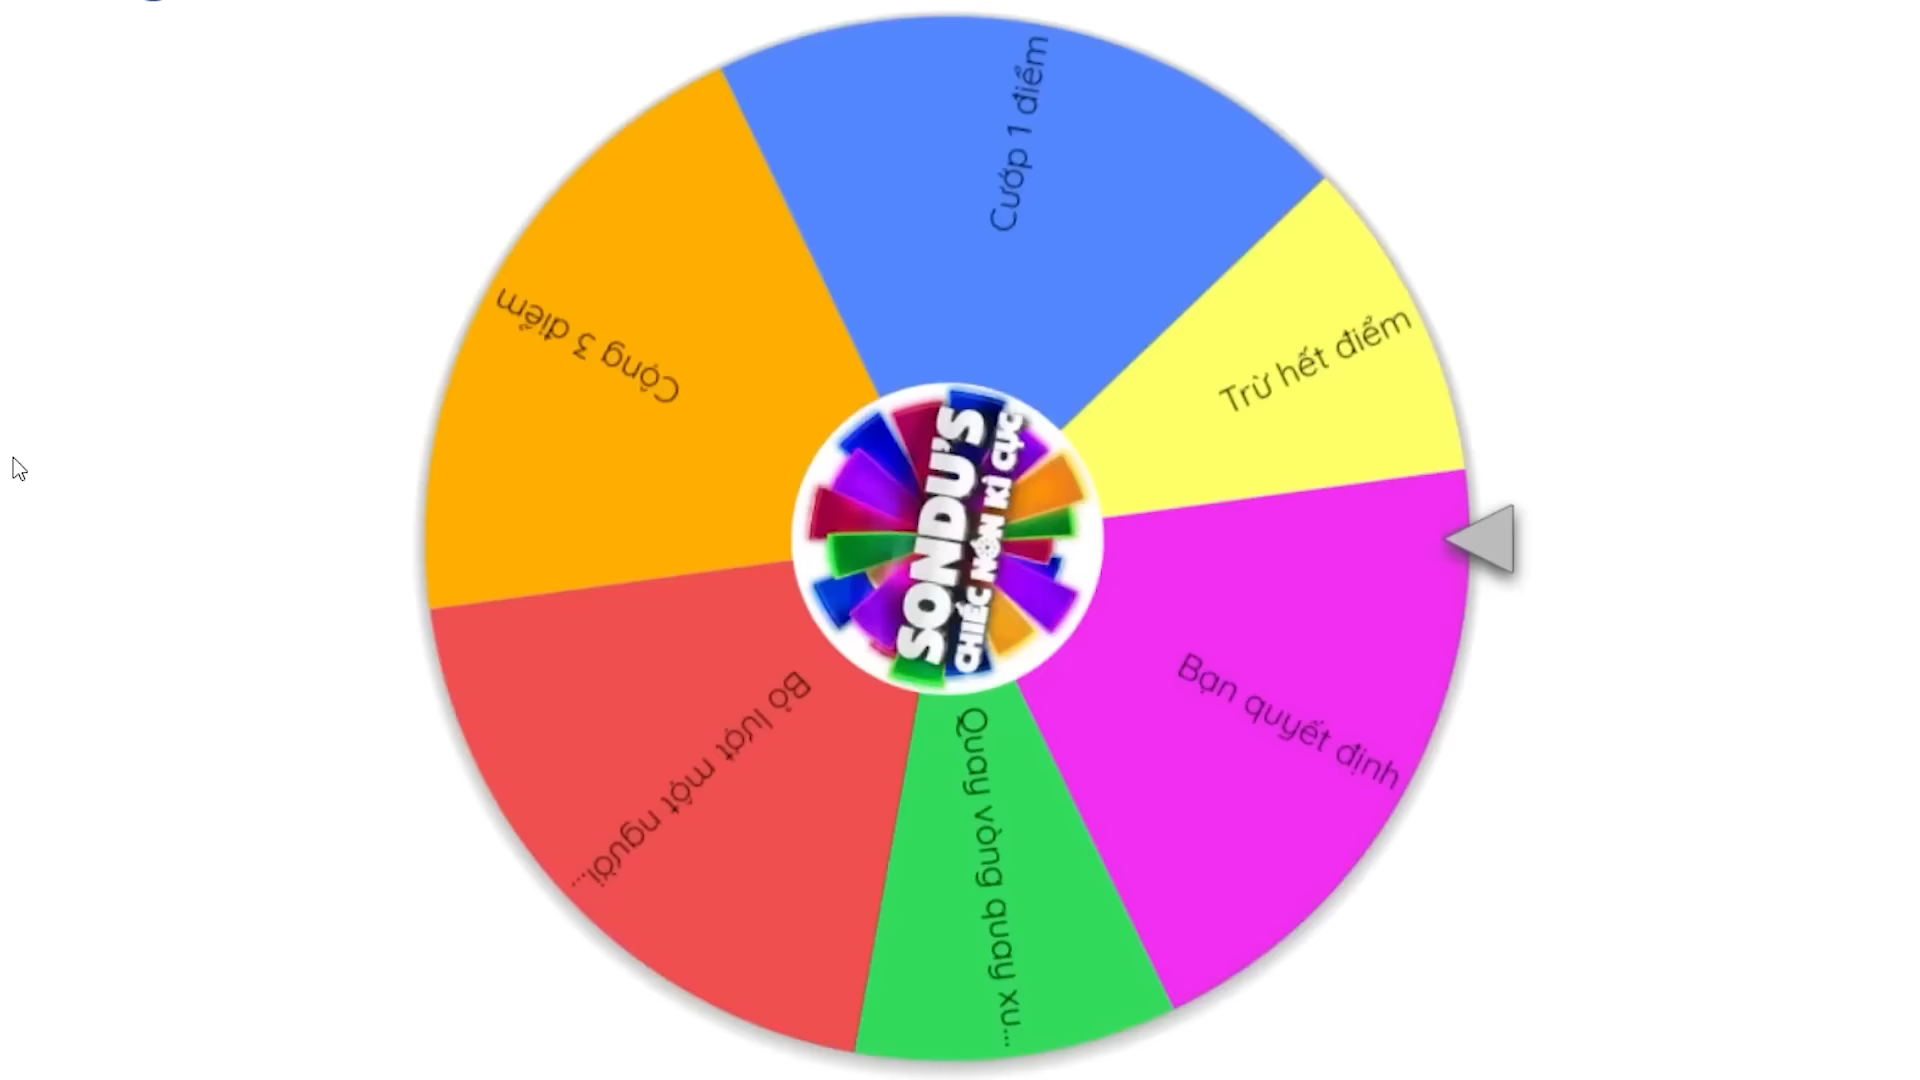 Cướp 1 điểm
Trừ hết điểm
Cộng 3 điểm
SONDU'S
CHIẾC NÓN KÌ CỰC
Bạn quyết định
Bỏ lượt một người...
Quay vòng quay xu...